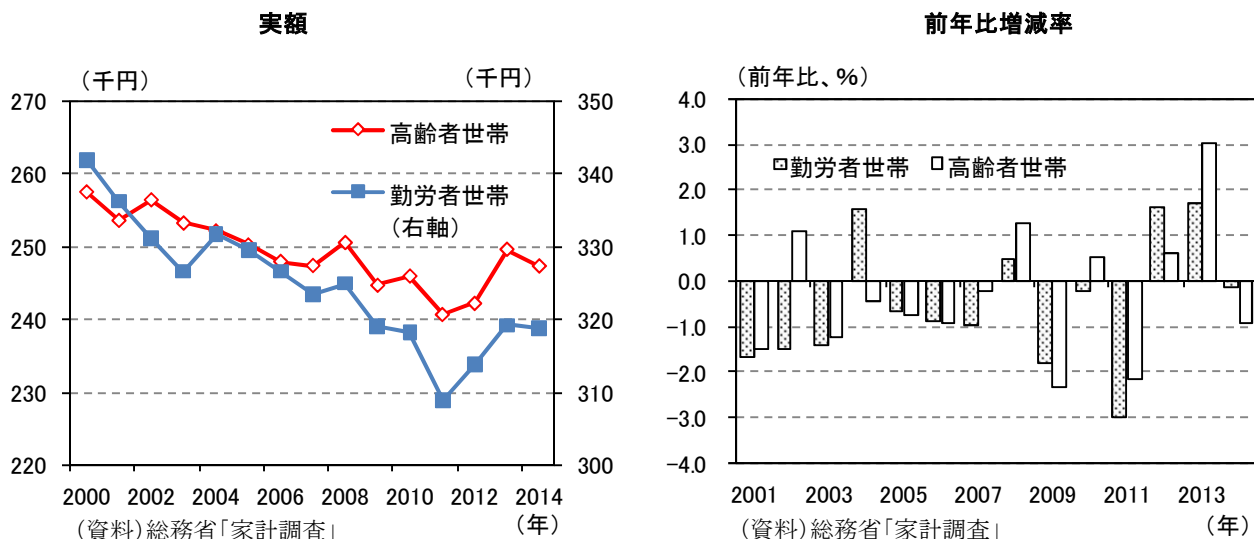 実額
（千円）
（千円）
270
260
250
240
230
220
350
340
330
320
310
300
高齢者世帯
勤労者世帯
（右軸）
2000 2002 2004 2006 2008 2010 2012 2014
（年）
（資料）総務省「家計調査」
前年比増減率
（前年比、%）
4.0
3.0
2.0
1.0
0.0
-1.0
-2.0
-3.0
-4.0
勤労者世帯 高齢者世帯
2001 2003 2005 2007 2009 2011 2013
（年）
（資料）総務省「家計調査」